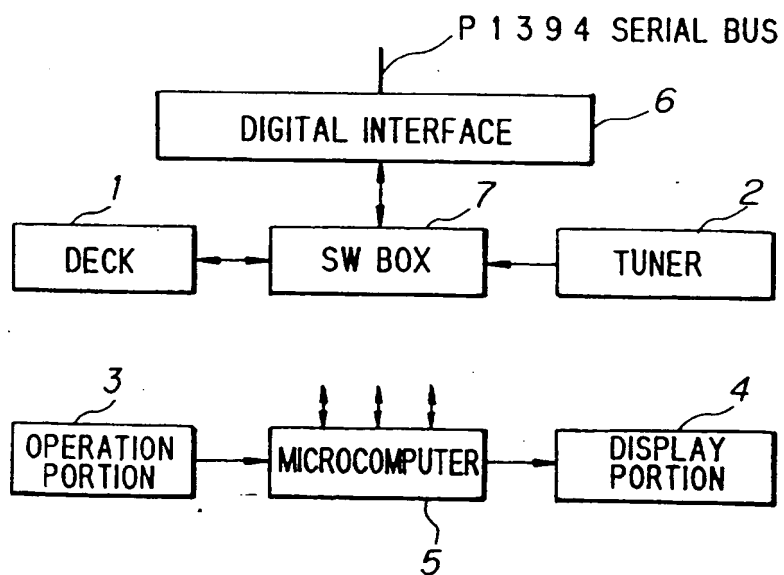 P1394 SERIAL BUS
6
DIGITAL INTERFACE
1
7
2
DECK
SW BOX
TUNER
3
4
OPERATION
PORTION
MICROCOMPUTER
DISPLAY
PORTION
5